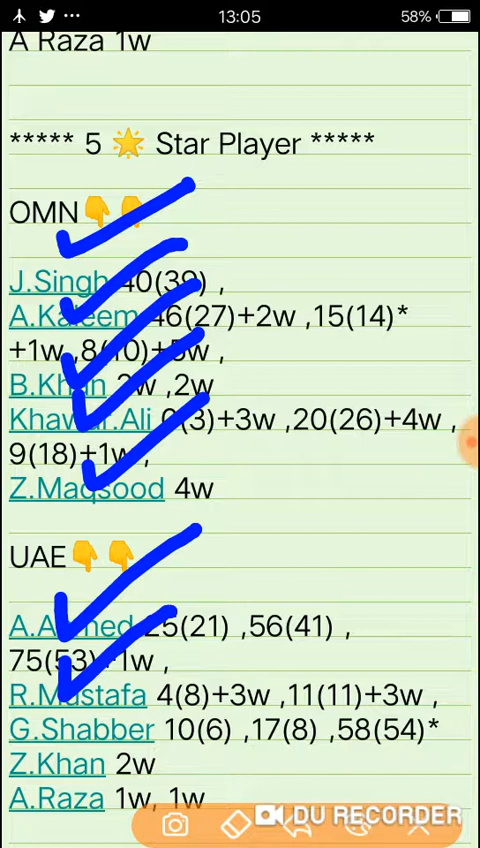 13:05
58%
A Raza 1w
***** 5 🌟 Star Player *****
OMN👇👇
J.Singh 40(39) ,
A.Kaleem 46(27)+2w ,15(14)*
+1w ,8(10)+5w ,
B.Khan 2w ,2w
Khawar.Ali 0(3)+3w ,20(26)+4w ,
9(18)+1w ,
Z.Maqsood 4w
UAE👇👇
A.Ahmed 25(21) ,56(41) ,
75(53)+1w ,
R.Mustafa 4(8)+3w ,11(11)+3w ,
G.Shabber 10(6) ,17(8) ,58(54)*
Z.Khan 2w
A.Raza 1w, 1w
DU RECORDER